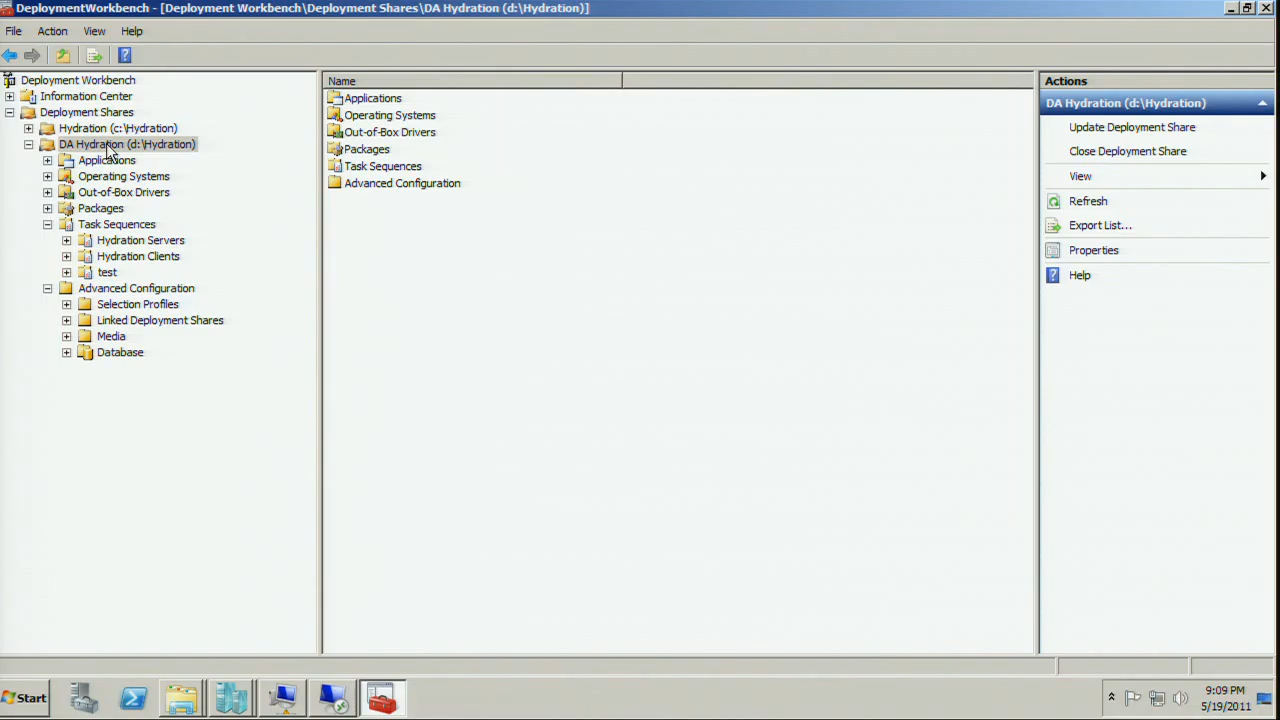 DeploymentWorkbench - [Deployment Workbench\Deployment Shares\DA Hydration (d:\Hydration)]
File Action View Help
Deployment Workbench
Information Center
Deployment Shares
Hydration (c:\Hydration)
DA Hydration (d:\Hydration)
Applications
Operating Systems
Out-of-Box Drivers
Packages
Task Sequences
Hydration Servers
Hydration Clients
test
Advanced Configuration
Selection Profiles
Linked Deployment Shares
Media
Database
Name
Applications
Operating Systems
Out-of-Box Drivers
Packages
Task Sequences
Advanced Configuration
Actions
DA Hydration (d:\Hydration)
Update Deployment Share
Close Deployment Share
View
Refresh
Export List...
Properties
Help
Start
9:09 PM
5/19/2011